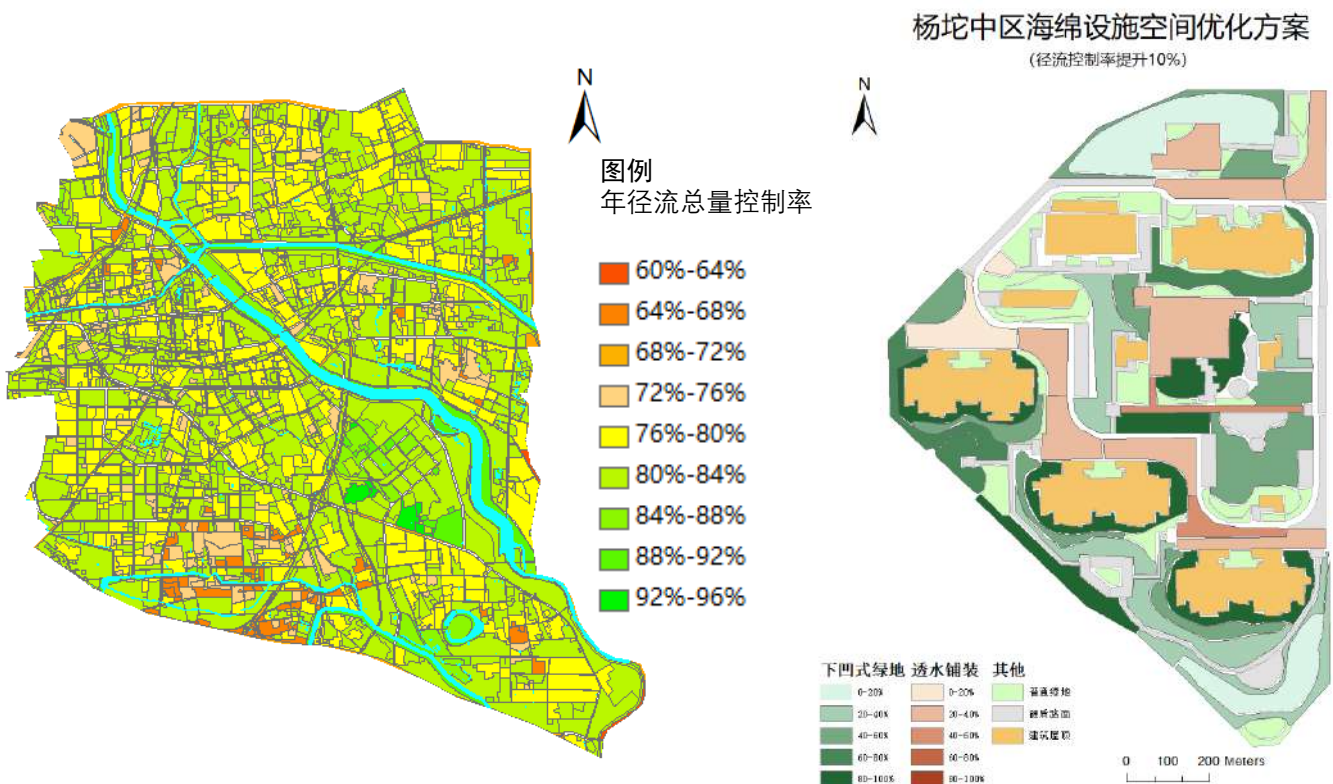 杨坨中区海绵设施空间优化方案
(径流控制率提升10%)
N
N
图例
年径流总量控制率
60%-64%
64%-68%
68%-72%
72%-76%
76%-80%
80%-84%
84%-88%
88%-92%
92%-96%
下凹式绿地 透水铺装 其他
0-20% 0-20% 普通绿地
20-40% 20-40% 硬质路面
40-60% 40-60% 建筑屋顶
60-80% 60-80%
80-100% 80-100%
0 100 200 Meters